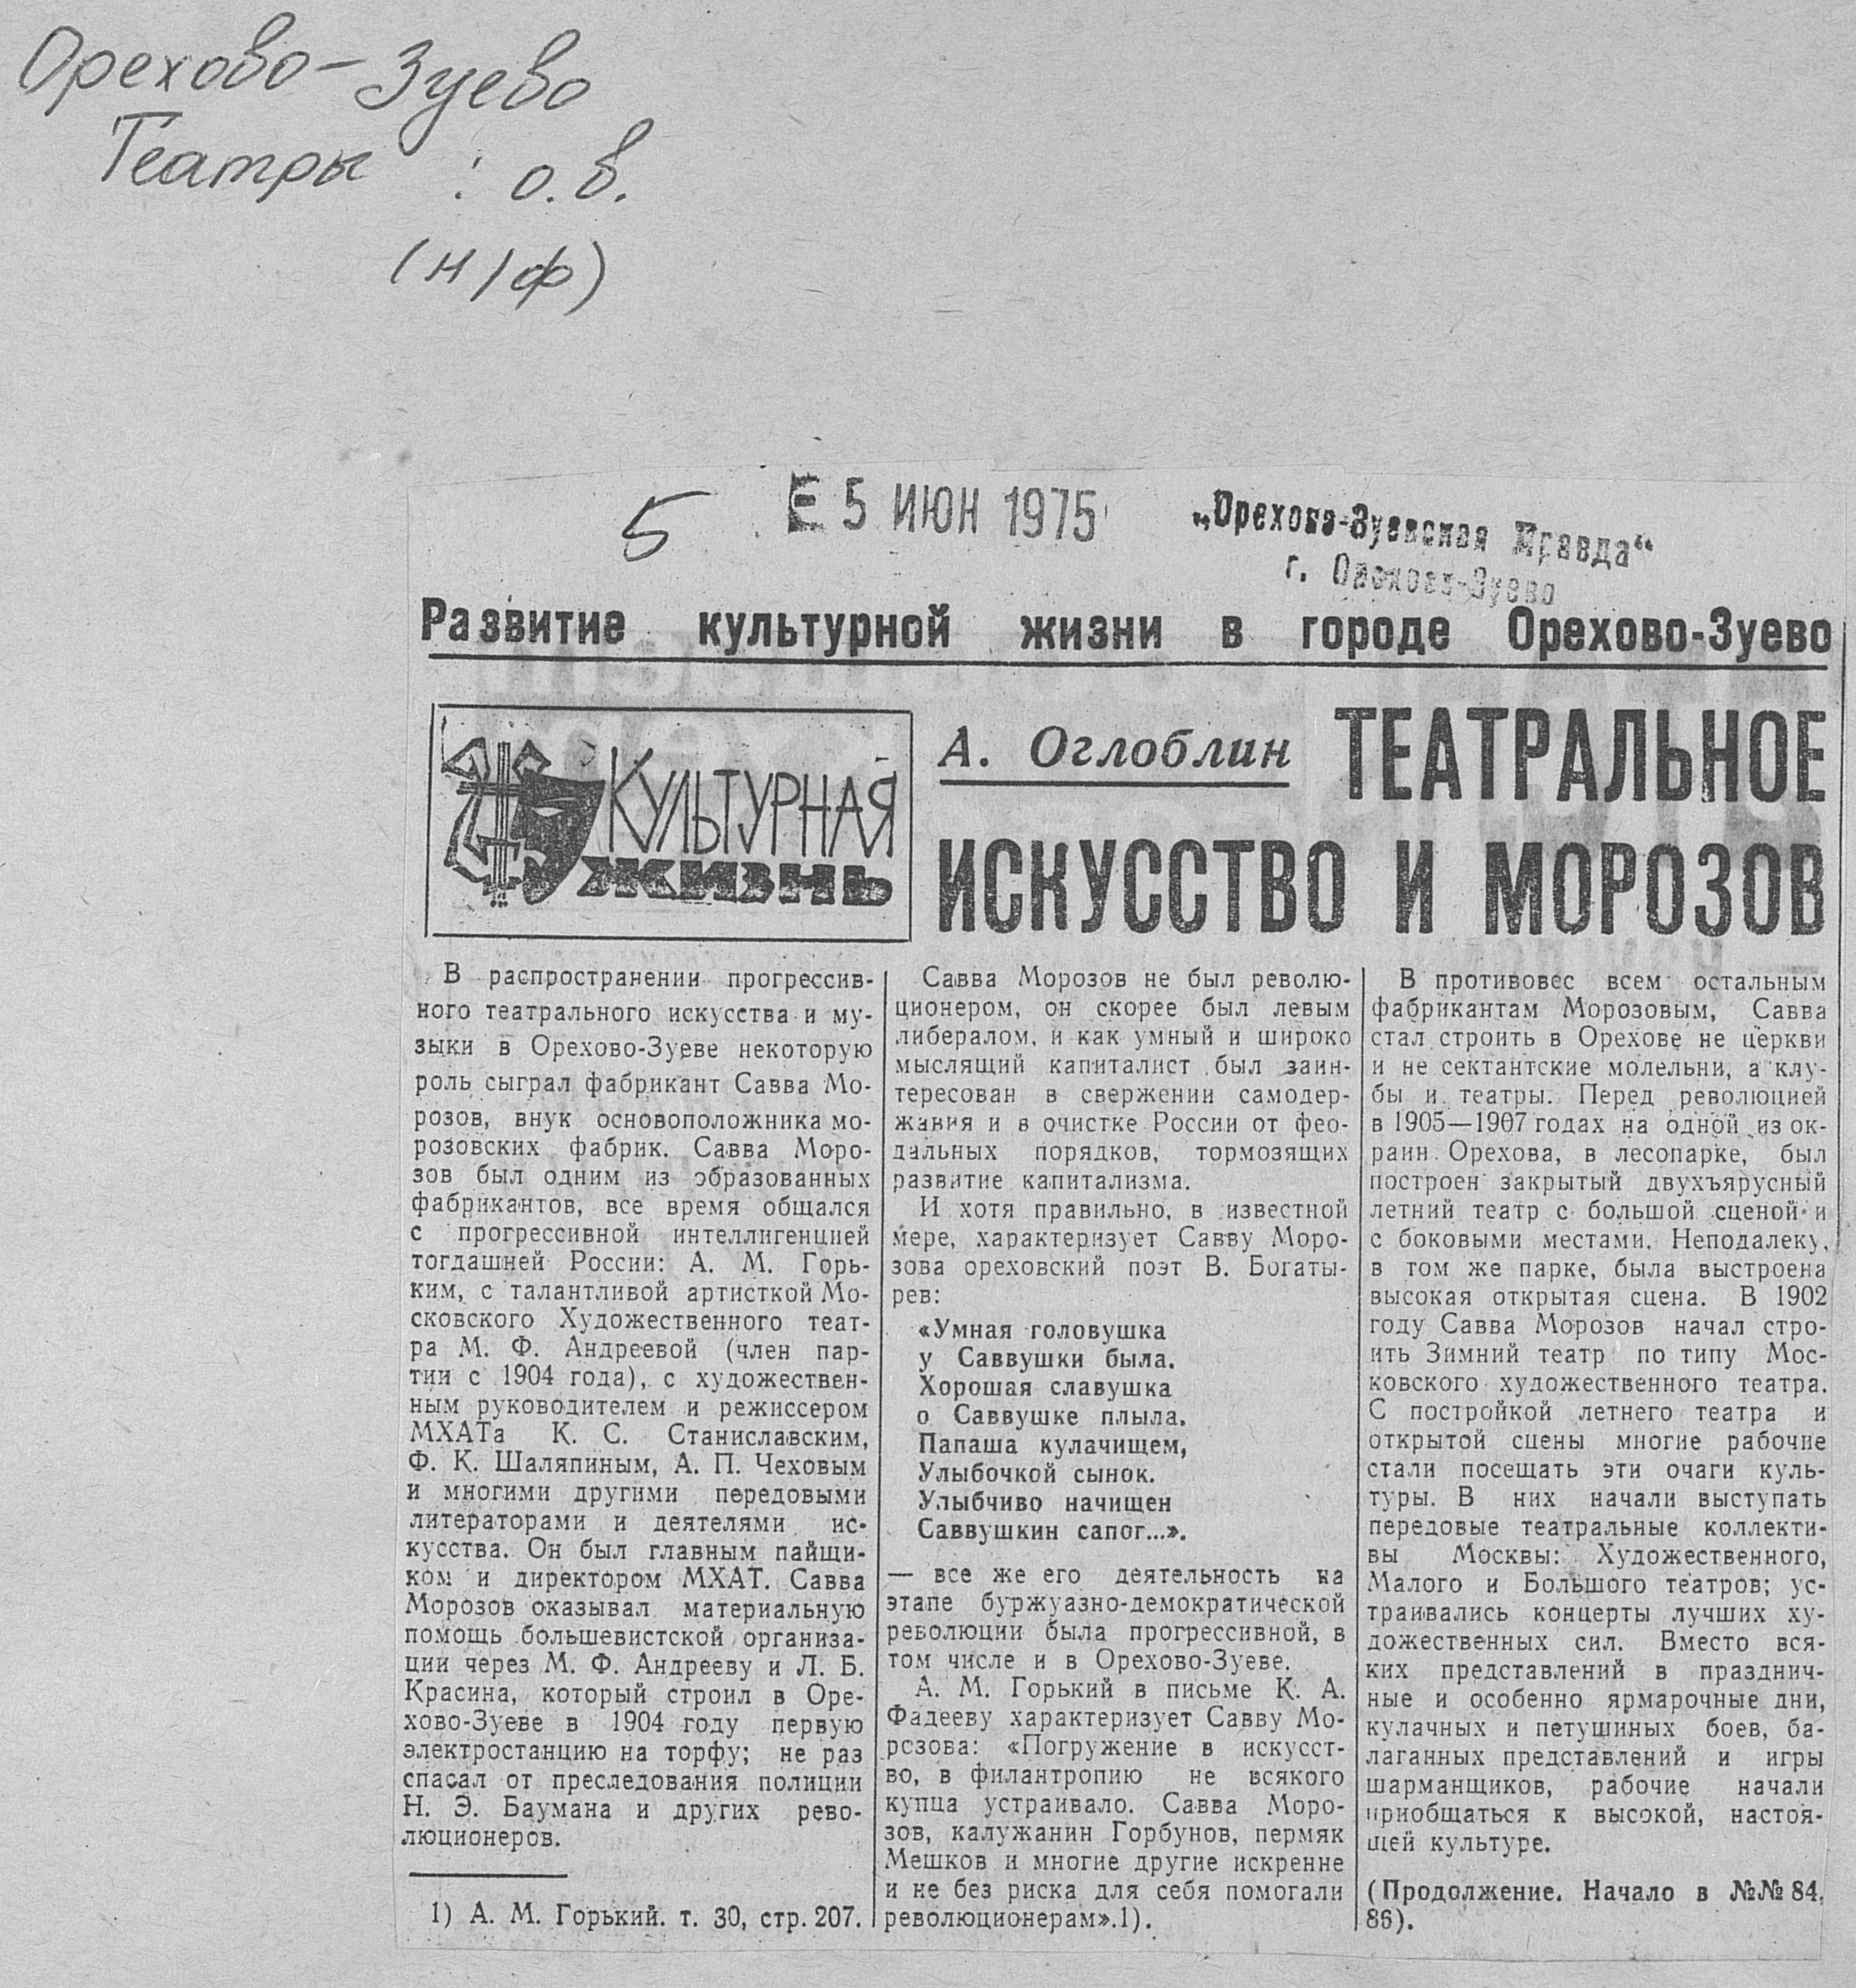 Орехово-Зуево
Театры : о.в.
(н/ф)
5
5 ИЮН 1975
„Орехово-Зуевская Правда“
г. Орехово-Зуево
Развитие культурной жизни в городе Орехово-Зуево
КУЛЬТУРНАЯ
ЖИЗНЬ
А. Оглоблин
ТЕАТРАЛЬНОЕ
ИСКУССТВО И МОРОЗОВ
В распространении прогрессив-
ного театрального искусства и му-
зыки в Орехово-Зуеве некоторую
роль сыграл фабрикант Савва Мо-
розов, внук основоположника мо-
розовских фабрик. Савва Моро-
зов был одним из образованных
фабрикантов, все время общался
с прогрессивной интеллигенцией
тогдашней России: А. М. Горь-
ким, с талантливой артисткой Мо-
сковского Художественного теат-
ра М. Ф. Андреевой (член пар-
тии с 1904 года), с художествен-
ным руководителем и режиссером
МХАТа К. С. Станиславским,
Ф. К. Шаляпиным, А. П. Чеховым
и многими другими передовыми
литераторами и деятелями ис-
кусства. Он был главным пайщи-
ком и директором МХАТ. Савва
Морозов оказывал материальную
помощь большевистской организа-
ции через М. Ф. Андрееву и Л. Б.
Красина, который строил в Оре-
хово-Зуеве в 1904 году первую
электростанцию на торфу; не раз
спасал от преследования полиции
Н. Э. Баумана и других рево-
люционеров.
1) А. М. Горький. т. 30, стр. 207.
Савва Морозов не был револю-
ционером, он скорее был левым
либералом, и как умный и широко
мыслящий капиталист был заин-
тересован в свержении самодер-
жавия и в очистке России от фео-
дальных порядков, тормозящих
развитие капитализма.
И хотя правильно, в известной
мере, характеризует Савву Моро-
зова ореховский поэт В. Богаты-
рев:
«Умная головушка
у Саввушки была.
Хорошая славушка
о Саввушке плыла.
Папаша кулачищем,
Улыбочкой сынок.
Улыбчиво начищен
Саввушкин сапог...».
— все же его деятельность на
этапе буржуазно-демократической
революции была прогрессивной, в
том числе и в Орехово-Зуеве.
А. М. Горький в письме К. А.
Фадееву характеризует Савву Мо-
розова: «Погружение в искусст-
во, в филантропию не всякого
купца устраивало. Савва Моро-
зов, калужанин Горбунов, пермяк
Мешков и многие другие искренне
и не без риска для себя помогали
революционерам».1).
В противовес всем остальным
фабрикантам Морозовым, Савва
стал строить в Орехове не церкви
и не сектантские молельни, а клу-
бы и театры. Перед революцией
в 1905—1907 годах на одной из ок-
раин Орехова, в лесопарке, был
построен закрытый двухъярусный
летний театр с большой сценой и
с боковыми местами. Неподалеку,
в том же парке, была выстроена
высокая открытая сцена. В 1902
году Савва Морозов начал стро-
ить Зимний театр по типу Мос-
ковского художественного театра.
С постройкой летнего театра и
открытой сцены многие рабочие
стали посещать эти очаги куль-
туры. В них начали выступать
передовые театральные коллекти-
вы Москвы: Художественного,
Малого и Большого театров; ус-
траивались концерты лучших ху-
дожественных сил. Вместо вся-
ких представлений в празднич-
ные и особенно ярмарочные дни,
кулачных и петушиных боев, ба-
лаганных представлений и игры
шарманщиков, рабочие начали
приобщаться к высокой, настоя-
щей культуре.
(Продолжение. Начало в №№ 84,
86).